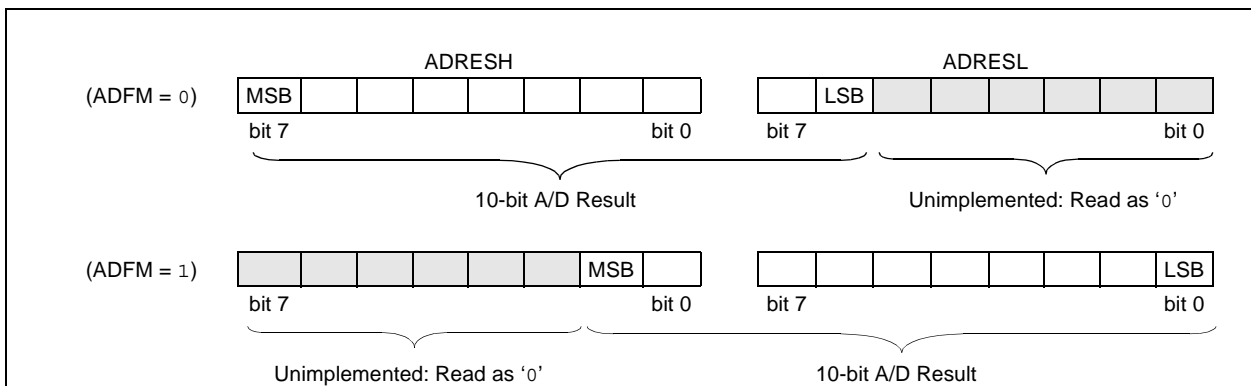 ADRESH ADRESL
(ADFM = 0) MSB LSB
bit 7 bit 0 bit 7 bit 0
10-bit A/D Result Unimplemented: Read as ‘0’
(ADFM = 1) MSB LSB
bit 7 bit 0 bit 7 bit 0
Unimplemented: Read as ‘0’ 10-bit A/D Result